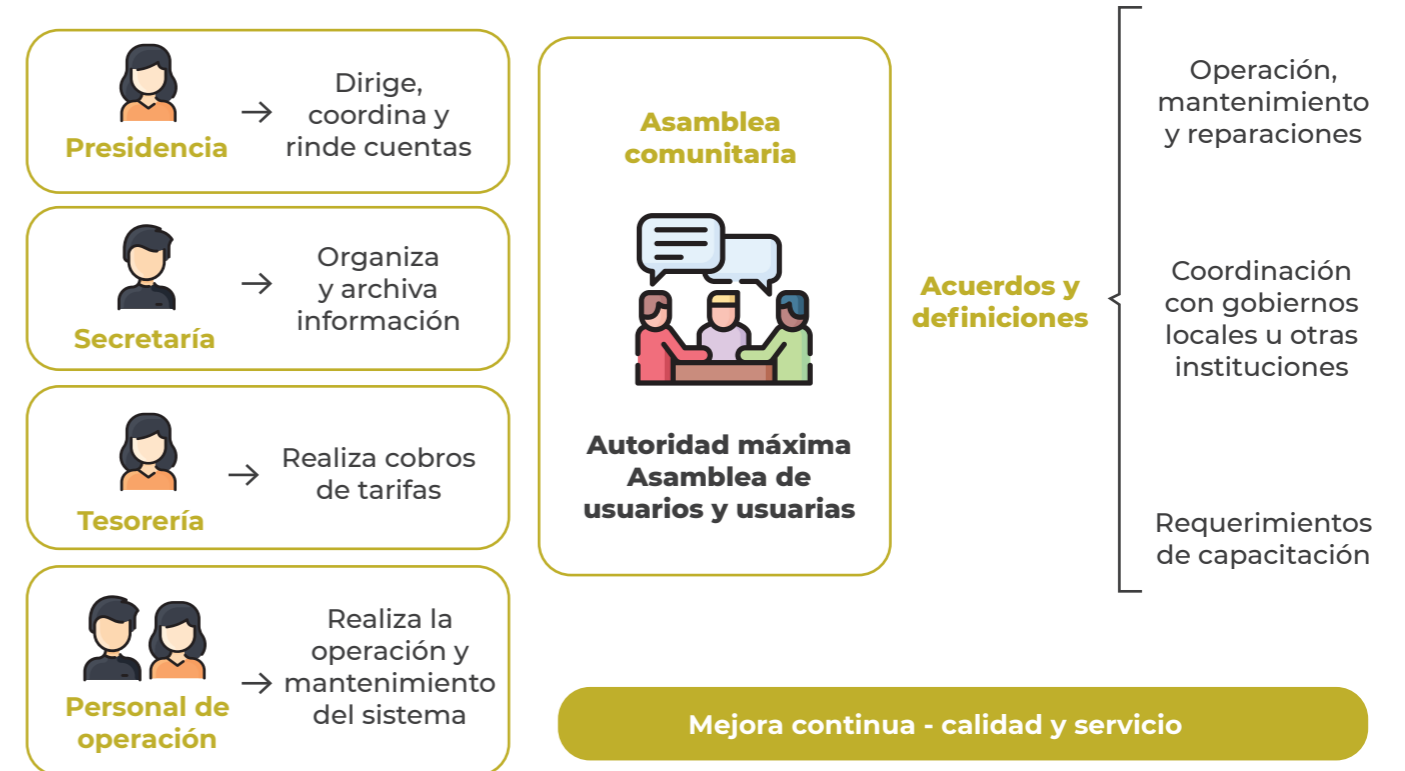 Presidencia
Dirige,
coordina y
rinde cuentas
Secretaría
Organiza
y archiva
información
Tesorería
Realiza cobros
de tarifas
Personal de
operación
Realiza la
operación y
mantenimiento
del sistema
Asamblea
comunitaria
Autoridad máxima
Asamblea de
usuarios y usuarias
Acuerdos y
definiciones
Operación,
mantenimiento
y reparaciones
Coordinación
con gobiernos
locales u otras
instituciones
Requerimientos
de capacitación
Mejora continua - calidad y servicio